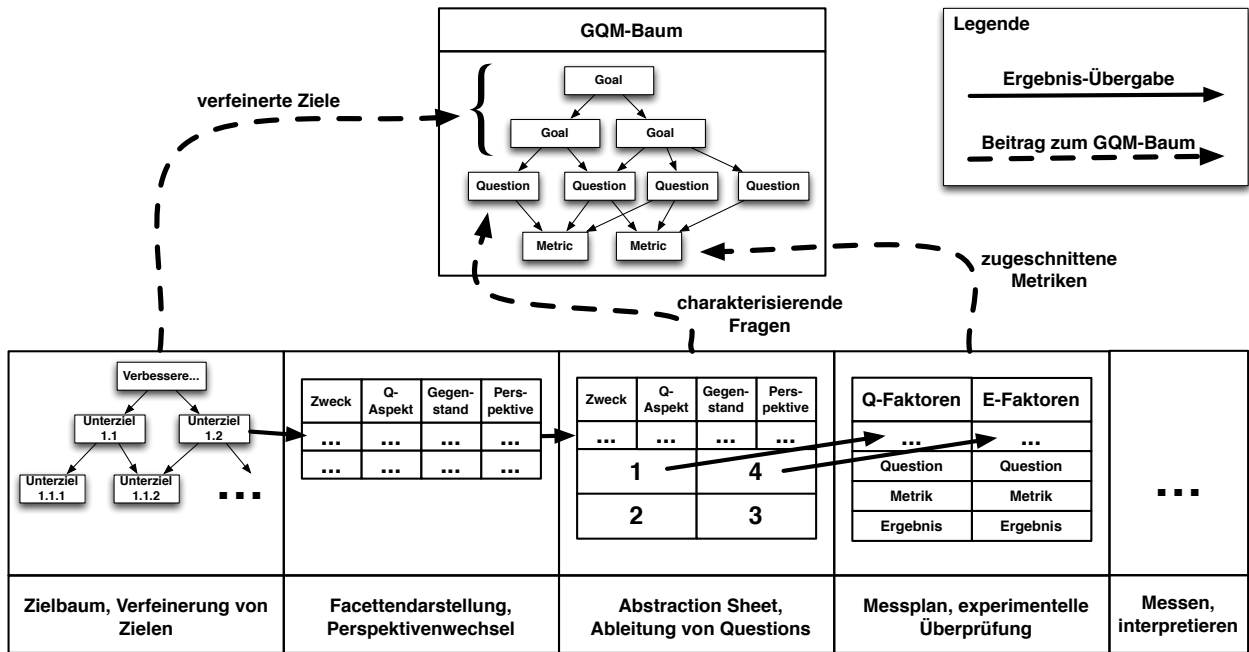 GQM-Baum
Goal
Goal
Goal
Question
Question
Question
Question
Metric
Metric
Legende
Ergebnis-Übergabe
Beitrag zum GQM-Baum
verfeinerte Ziele
charakterisierende
Fragen
zugeschnittene
Metriken
Verbessere...
Unterziel
1.1
Unterziel
1.2
Unterziel
1.1.1
Unterziel
1.1.2
...
Zweck
Q-
Aspekt
Gegen-
stand
Pers-
pektive
... ... ... ...
... ... ... ...
Zweck
Q-
Aspekt
Gegen-
stand
Pers-
pektive
... ... ... ...
1 4
2 3
Q-Faktoren E-Faktoren
... ...
Question Question
Metrik Metrik
Ergebnis Ergebnis
...
Zielbaum, Verfeinerung von
Zielen
Facettendarstellung,
Perspektivenwechsel
Abstraction Sheet,
Ableitung von Questions
Messplan, experimentelle
Überprüfung
Messen,
interpretieren